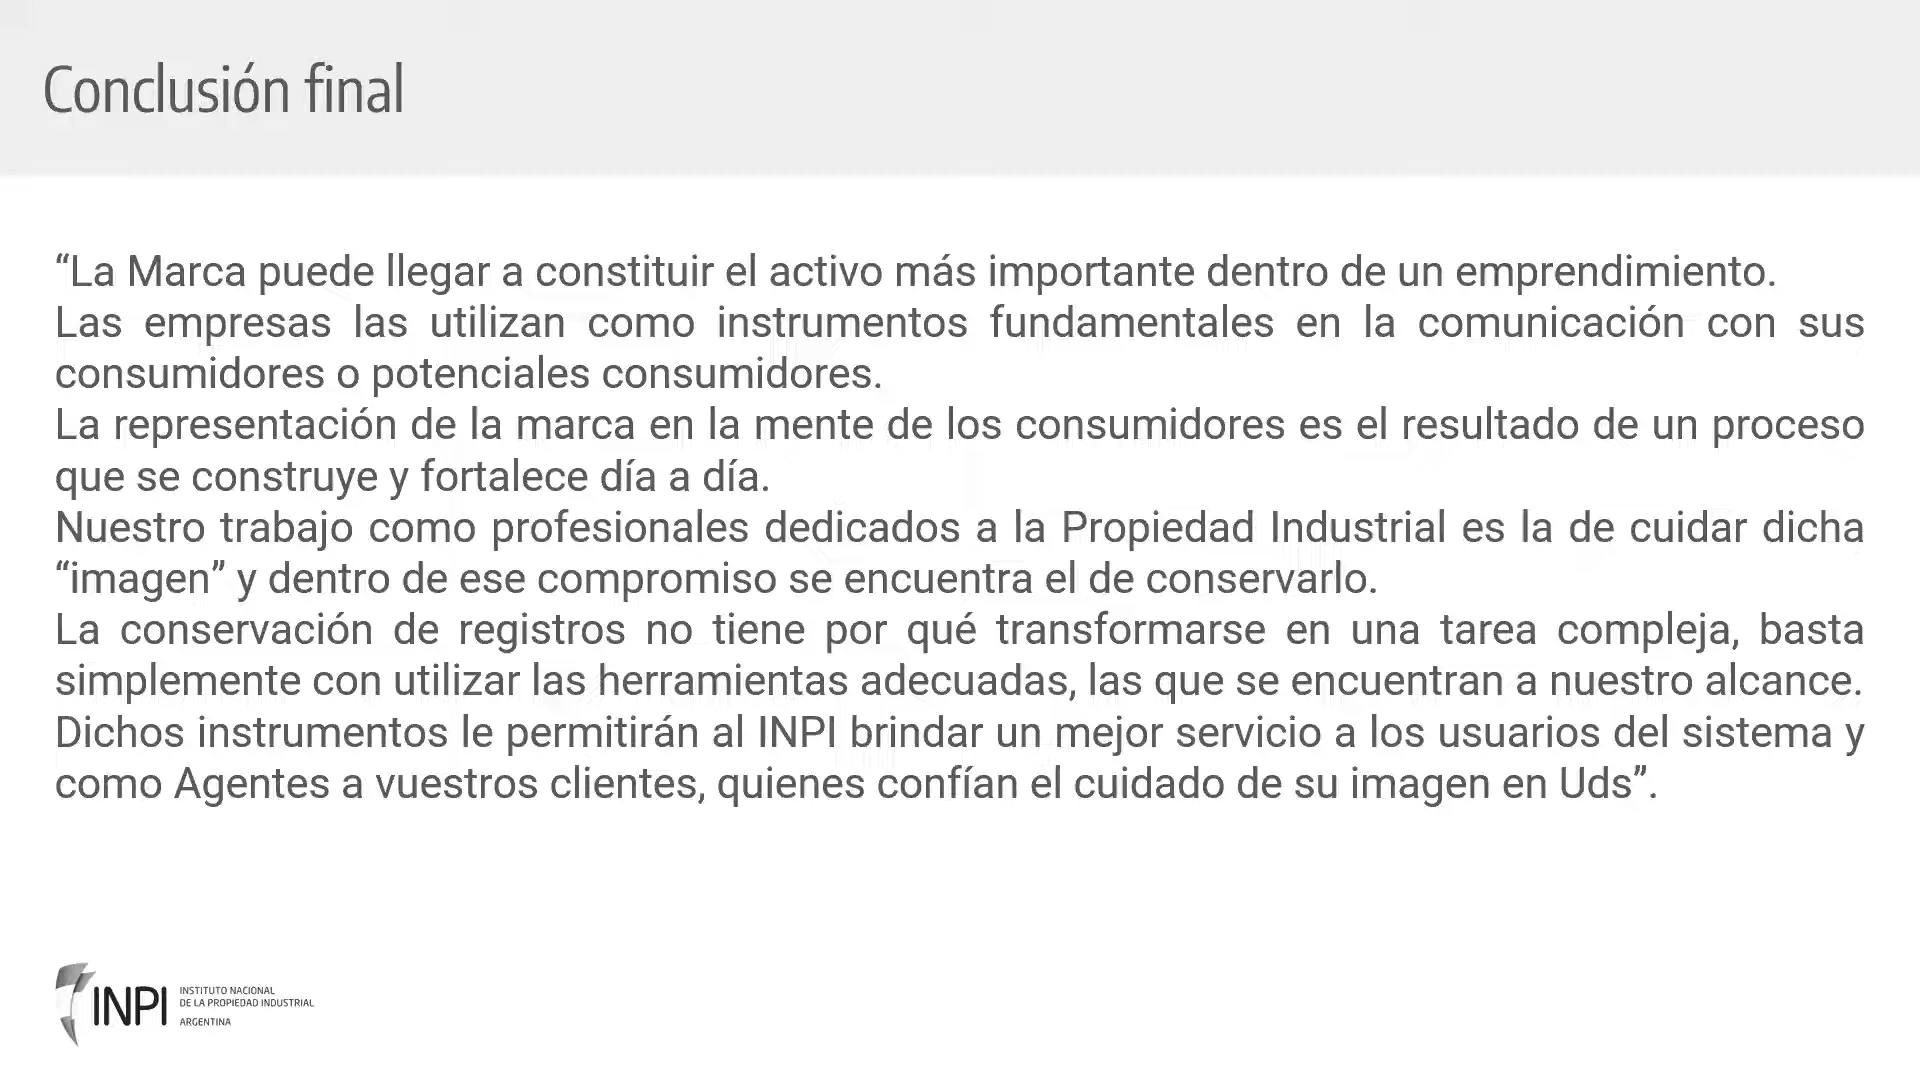 Conclusión final
“La Marca puede llegar a constituir el activo más importante dentro de un emprendimiento.
Las empresas las utilizan como instrumentos fundamentales en la comunicación con sus
consumidores o potenciales consumidores.
La representación de la marca en la mente de los consumidores es el resultado de un proceso
que se construye y fortalece día a día.
Nuestro trabajo como profesionales dedicados a la Propiedad Industrial es la de cuidar dicha
“imagen” y dentro de ese compromiso se encuentra el de conservarlo.
La conservación de registros no tiene por qué transformarse en una tarea compleja, basta
simplemente con utilizar las herramientas adecuadas, las que se encuentran a nuestro alcance.
Dichos instrumentos le permitirán al INPI brindar un mejor servicio a los usuarios del sistema y
como Agentes a vuestros clientes, quienes confían el cuidado de su imagen en Uds”.
INPI
INSTITUTO NACIONAL
DE LA PROPIEDAD INDUSTRIAL
ARGENTINA